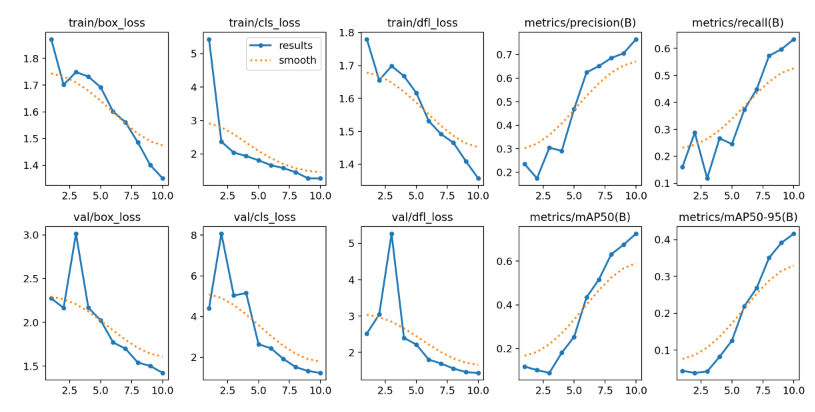 train/box_loss
train/cls_loss
train/dfl_loss
metrics/precision(B)
metrics/recall(B)
results
smooth
1.8
1.7
1.6
1.5
1.4
2.5 5.0 7.5 10.0
5
4
3
2
2.5 5.0 7.5 10.0
1.8
1.7
1.6
1.5
1.4
2.5 5.0 7.5 10.0
0.7
0.6
0.5
0.4
0.3
0.2
2.5 5.0 7.5 10.0
0.6
0.5
0.4
0.3
0.2
0.1
2.5 5.0 7.5 10.0
val/box_loss
val/cls_loss
val/dfl_loss
metrics/mAP50(B)
metrics/mAP50-95(B)
3.0
2.5
2.0
1.5
2.5 5.0 7.5 10.0
8
6
4
2
2.5 5.0 7.5 10.0
5
4
3
2
2.5 5.0 7.5 10.0
0.6
0.4
0.2
2.5 5.0 7.5 10.0
0.4
0.3
0.2
0.1
2.5 5.0 7.5 10.0